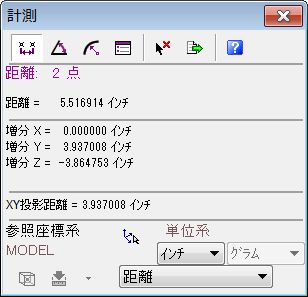 計測
距離: 2 点
距離 = 5.516914 インチ
増分 X = 0.000000 インチ
増分 Y = 3.937008 インチ
増分 Z = -3.864753 インチ
XY投影距離 = 3.937008 インチ
参照座標系 単位系
MODEL インチ グラム
距離